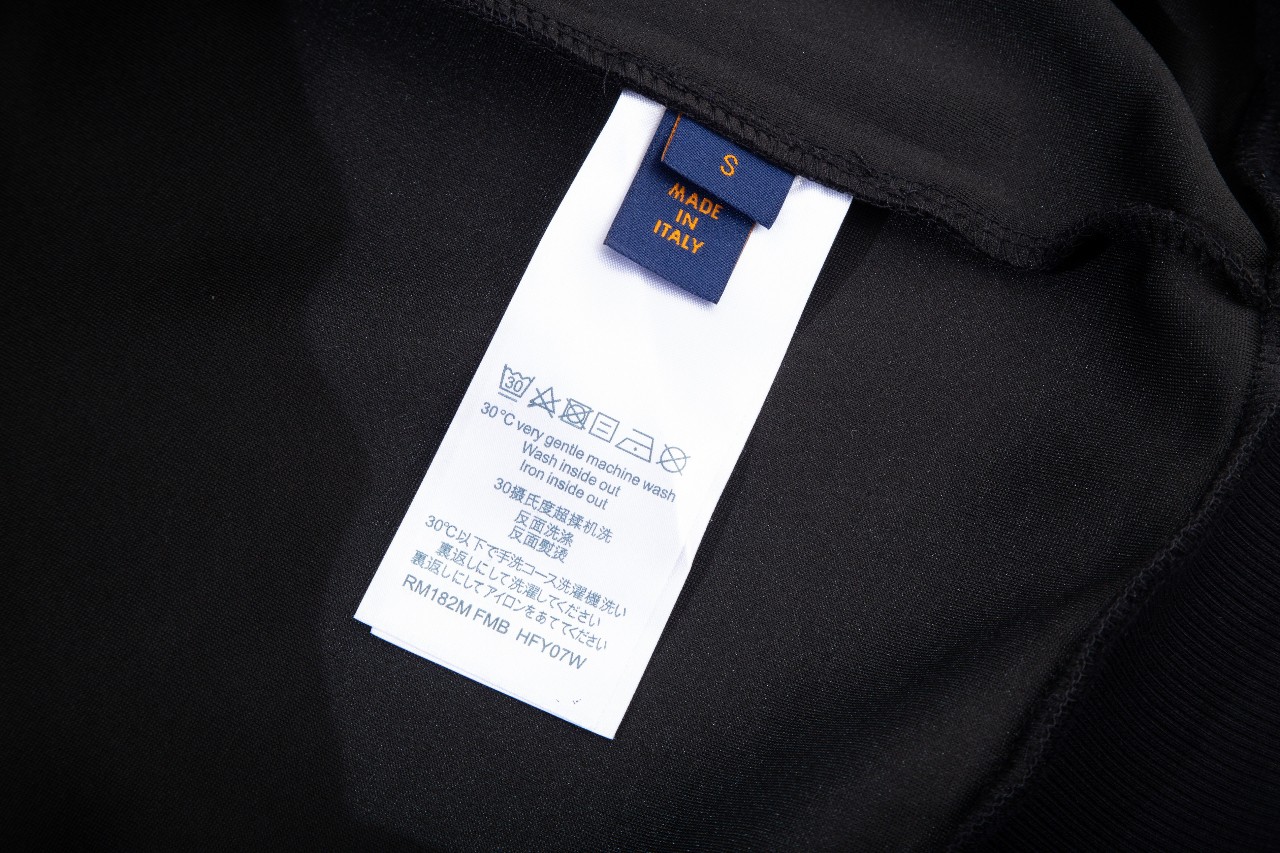 S
MADE
IN
ITALY
30
30°C very gentle machine wash
Wash inside out
Iron inside out
30摄氏度超揉机洗
反面洗涤
反面熨烫
30℃以下で手洗コース洗濯機洗い
裏返しにして洗濯してください
裏返しにしてアイロンをあててください
RM182M FMB HFY07W